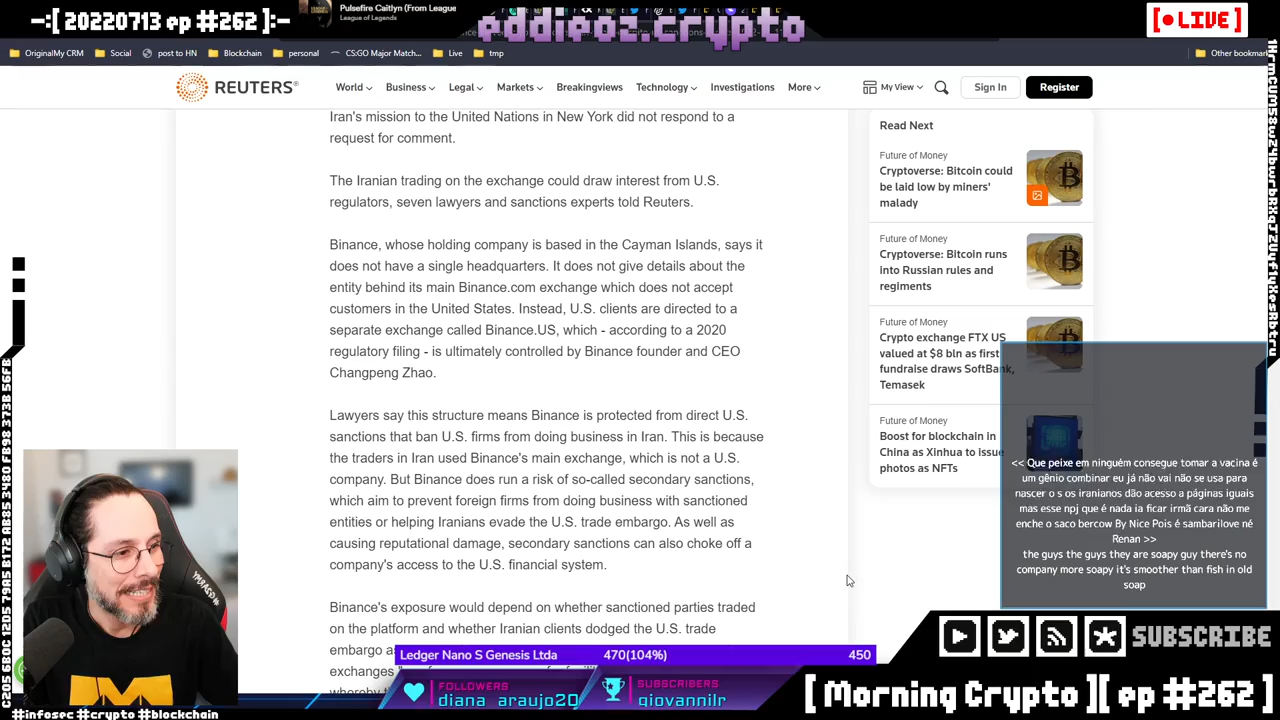 -:[ 20220713 ep #262 ]:-
Pulsefire Caitlyn (From League
League of Legends
eddieoz.crypto
[ ● LIVE ]
OriginalMy CRM
Social
post to HN
Blockchain
personal
CS:GO Major Match...
Live
tmp
Other bookmar
REUTERS®
World
Business
Legal
Markets
Breakingviews
Technology
Investigations
More
My View
Sign In
Register
Iran's mission to the United Nations in New York did not respond to a
request for comment.
The Iranian trading on the exchange could draw interest from U.S.
regulators, seven lawyers and sanctions experts told Reuters.
Binance, whose holding company is based in the Cayman Islands, says it
does not have a single headquarters. It does not give details about the
entity behind its main Binance.com exchange which does not accept
customers in the United States. Instead, U.S. clients are directed to a
separate exchange called Binance.US, which - according to a 2020
regulatory filing - is ultimately controlled by Binance founder and CEO
Changpeng Zhao.
Lawyers say this structure means Binance is protected from direct U.S.
sanctions that ban U.S. firms from doing business in Iran. This is because
the traders in Iran used Binance's main exchange, which is not a U.S.
company. But Binance does run a risk of so-called secondary sanctions,
which aim to prevent foreign firms from doing business with sanctioned
entities or helping Iranians evade the U.S. trade embargo. As well as
causing reputational damage, secondary sanctions can also choke off a
company's access to the U.S. financial system.
Binance's exposure would depend on whether sanctioned parties traded
on the platform and whether Iranian clients dodged the U.S. trade
embargo
exchanges
whereby
Read Next
Future of Money
Cryptoverse: Bitcoin could
be laid low by miners'
malady
Future of Money
Cryptoverse: Bitcoin runs
into Russian rules and
regiments
Future of Money
Crypto exchange FTX US
valued at $8 bln as first
fundraise draws SoftBank,
Temasek
Future of Money
Boost for blockchain in
China as Xinhua to issue
photos as NFTs
<< Que peixe em ninguém consegue tomar a vacina é
um gênio combinar eu já não vai não se usa para
nascer o s os iranianos dão acesso a páginas iguais
mas esse npj que é nada ia ficar irmã cara não me
enche o saco bercow By Nice Pois é sambarilove né
Renan >>
the guys the guys they are soapy guy there's no
company more soapy it's smoother than fish in old
soap
Ledger Nano S Genesis Ltda 470(104%) 450
FOLLOWERS
diana_araujo20
SUBSCRIBERS
giovannilr
SUBSCRIBE
[ Morning Crypto ][ ep #262 ]
#infosec #crypto #blockchain